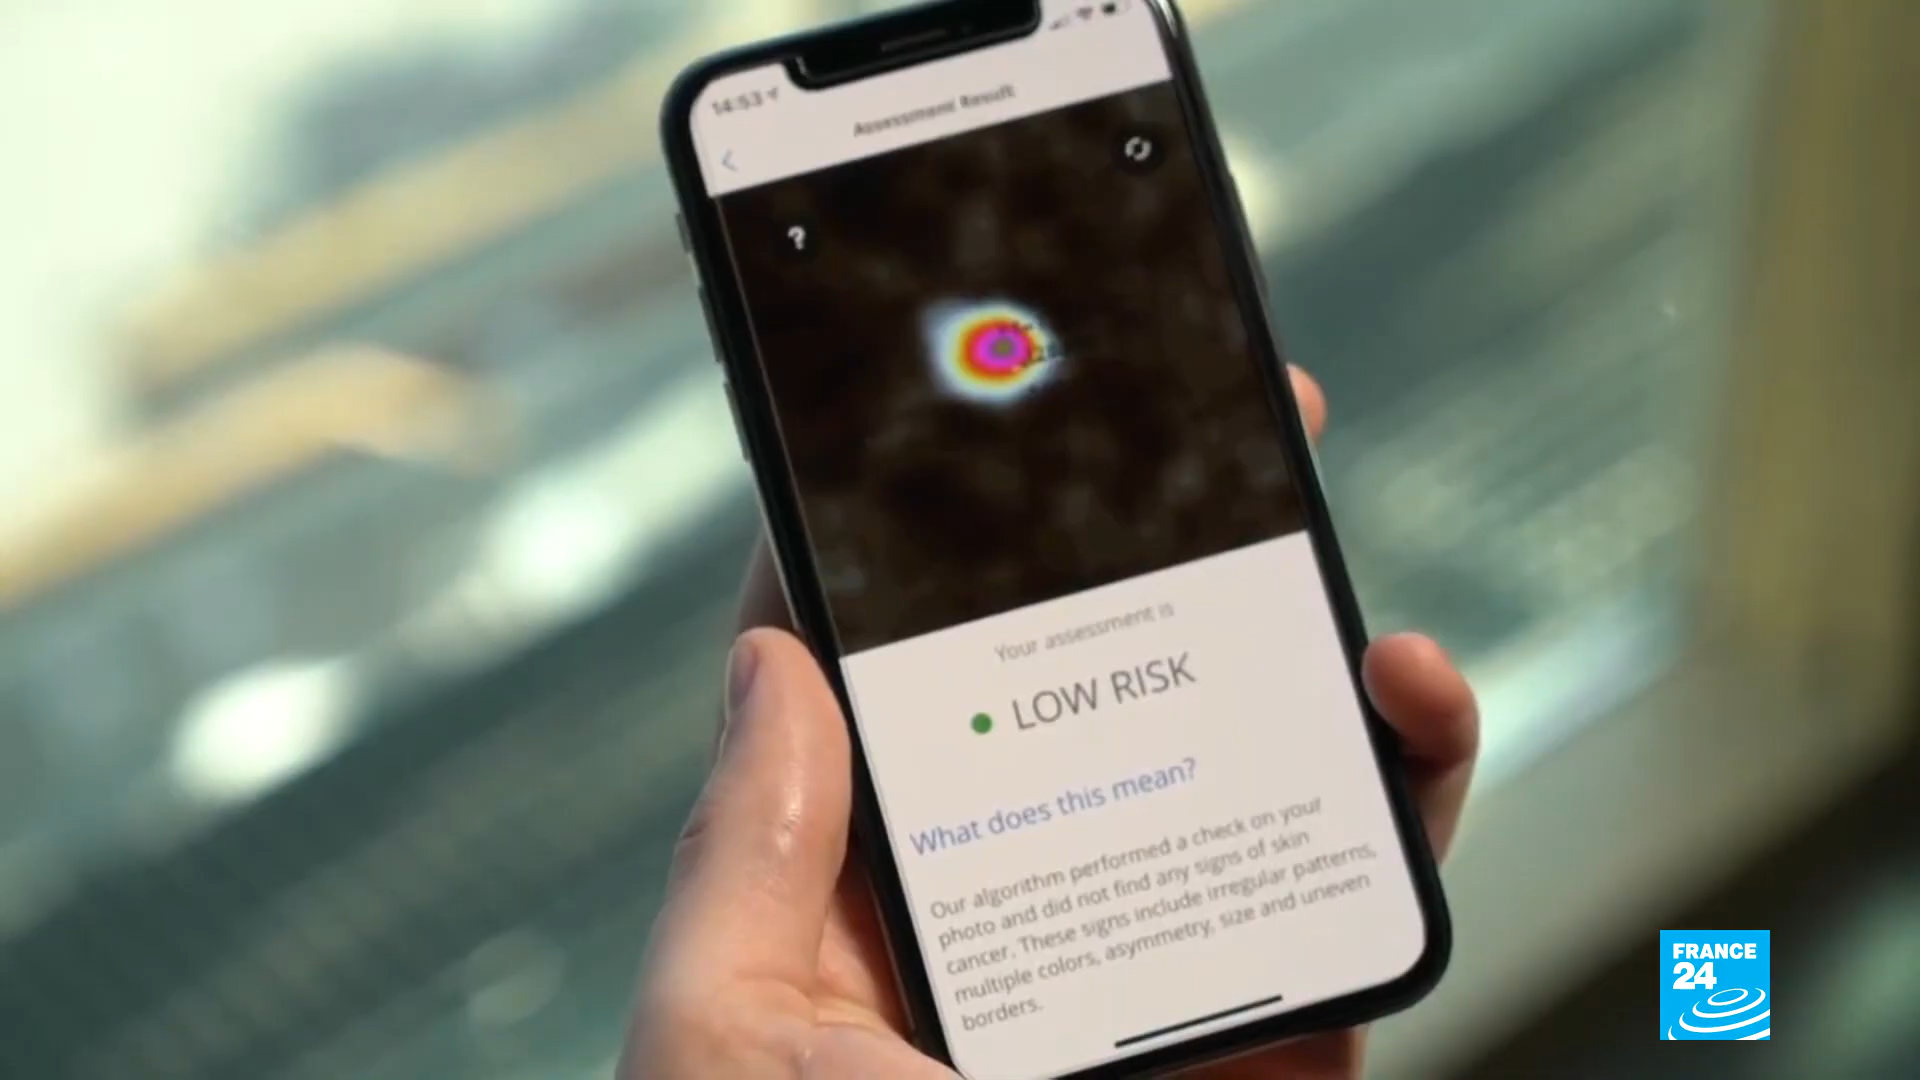 14:53
Assessment Result
?
Your assessment is
LOW RISK
What does this mean?
Our algorithm performed a check on your
photo and did not find any signs of skin
cancer. These signs include irregular patterns,
multiple colors, asymmetry, size and uneven
borders.
FRANCE
24